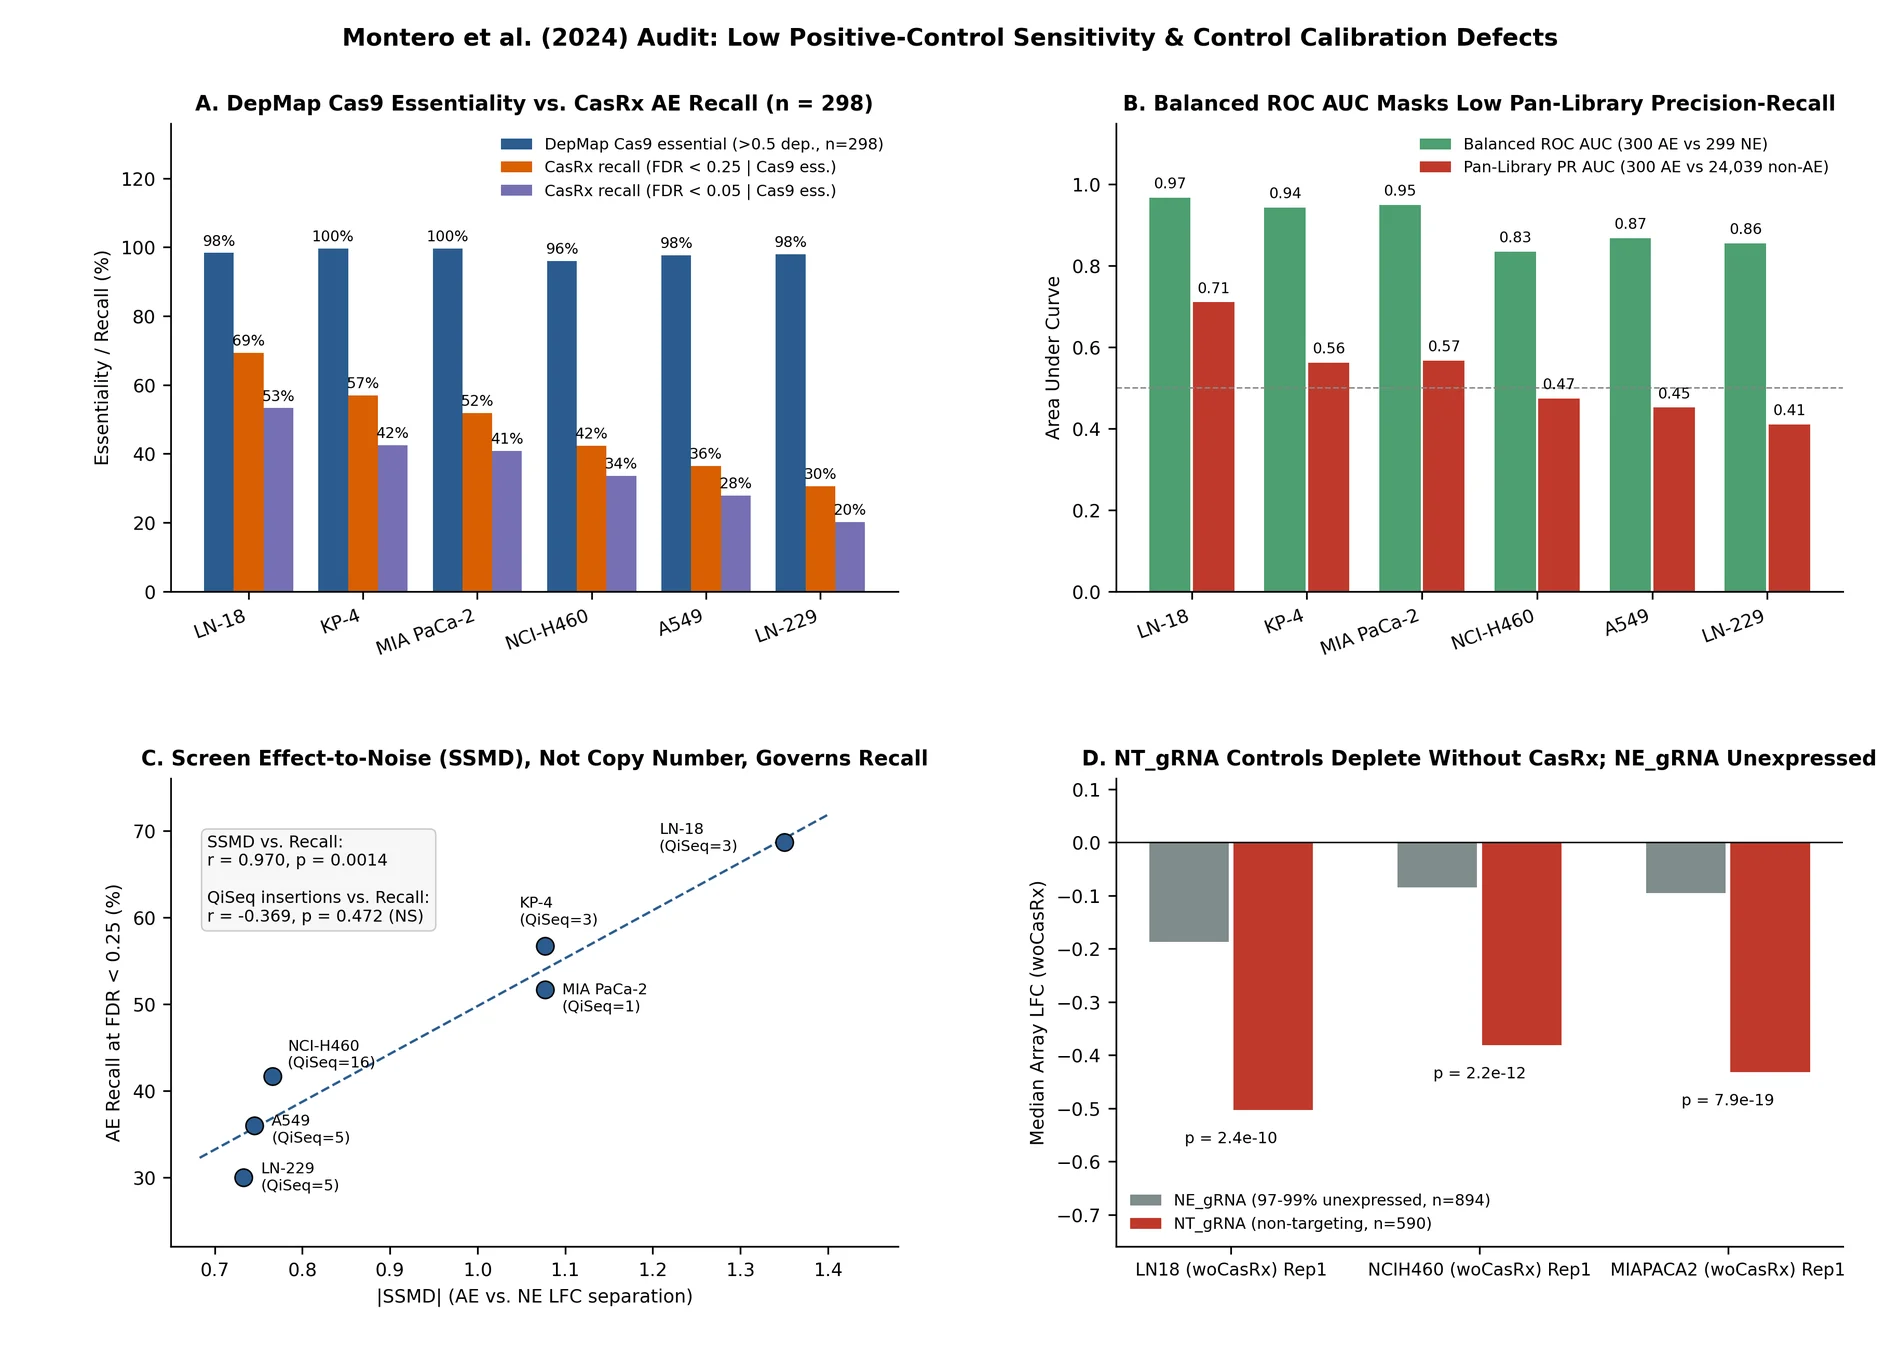 Montero et al. (2024) Audit: Low Positive-Control Sensitivity & Control Calibration Defects
A. DepMap Cas9 Essentiality vs. CasRx AE Recall (n = 298)
DepMap Cas9 essential (>0.5 dep., n=298)
CasRx recall (FDR < 0.25 | Cas9 ess.)
CasRx recall (FDR < 0.05 | Cas9 ess.)
Essentiality / Recall (%)
120
100
80
60
40
20
0
98%
69%
53%
100%
57%
42%
100%
52%
41%
96%
42%
34%
98%
36%
28%
98%
30%
20%
LN-18
KP-4
MIA PaCa-2
NCI-H460
A549
LN-229
B. Balanced ROC AUC Masks Low Pan-Library Precision-Recall
Balanced ROC AUC (300 AE vs 299 NE)
Pan-Library PR AUC (300 AE vs 24,039 non-AE)
Area Under Curve
1.0
0.8
0.6
0.4
0.2
0.0
0.97
0.71
0.94
0.56
0.95
0.57
0.83
0.47
0.87
0.45
0.86
0.41
LN-18
KP-4
MIA PaCa-2
NCI-H460
A549
LN-229
C. Screen Effect-to-Noise (SSMD), Not Copy Number, Governs Recall
SSMD vs. Recall:
r = 0.970, p = 0.0014
QiSeq insertions vs. Recall:
r = -0.369, p = 0.472 (NS)
AE Recall at FDR < 0.25 (%)
70
60
50
40
30
LN-18
(QiSeq=3)
KP-4
(QiSeq=3)
MIA PaCa-2
(QiSeq=1)
NCI-H460
(QiSeq=16)
A549
(QiSeq=5)
LN-229
(QiSeq=5)
0.7
0.8
0.9
1.0
1.1
1.2
1.3
1.4
|SSMD| (AE vs. NE LFC separation)
D. NT_gRNA Controls Deplete Without CasRx; NE_gRNA Unexpressed
Median Array LFC (woCasRx)
0.1
0.0
−0.1
−0.2
−0.3
−0.4
−0.5
−0.6
−0.7
p = 2.4e-10
p = 2.2e-12
p = 7.9e-19
NE_gRNA (97-99% unexpressed, n=894)
NT_gRNA (non-targeting, n=590)
LN18 (woCasRx) Rep1
NCIH460 (woCasRx) Rep1
MIAPACA2 (woCasRx) Rep1